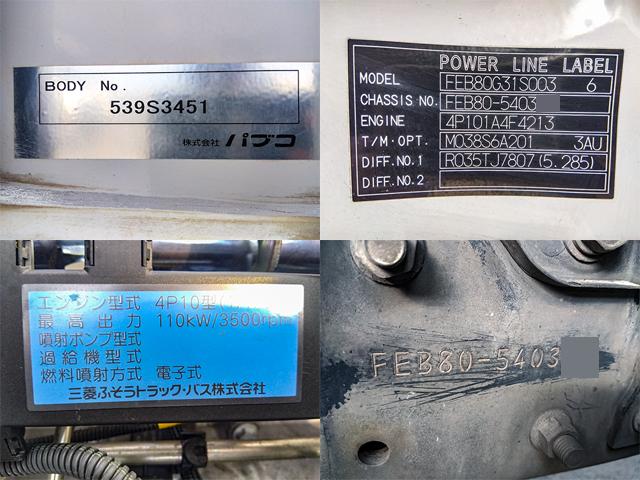 BODY No.
539S3451
株式会社 パブコ
POWER LINE LABEL
MODEL FEB80G31S003 6
CHASSIS NO. FEB80-5403
ENGINE 4P101A4F4213
T/M.OPT. M038S6A201 3AU
DIFF.NO.1 R035TJ7807(5.285)
DIFF.NO.2
エンジン型式 4P10型
最高出力 110kW/3500rpm
噴射ポンプ型式
過給機型式
燃料噴射方式 電子式
三菱ふそうトラック・バス株式会社
FEB80-5403